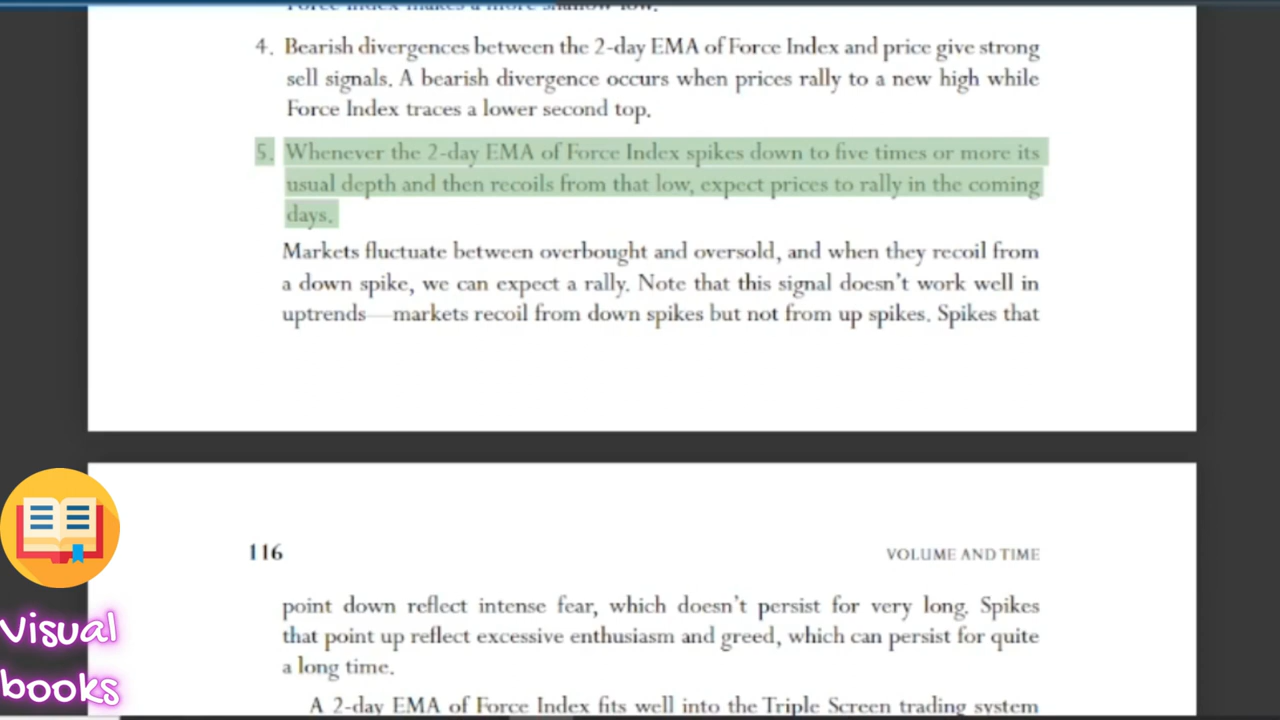 Force Index makes a more shallow low.
4. Bearish divergences between the 2-day EMA of Force Index and price give strong
sell signals. A bearish divergence occurs when prices rally to a new high while
Force Index traces a lower second top.
5. Whenever the 2-day EMA of Force Index spikes down to five times or more its
usual depth and then recoils from that low, expect prices to rally in the coming
days.
Markets fluctuate between overbought and oversold, and when they recoil from
a down spike, we can expect a rally. Note that this signal doesn't work well in
uptrends—markets recoil from down spikes but not from up spikes. Spikes that
116
VOLUME AND TIME
point down reflect intense fear, which doesn't persist for very long. Spikes
that point up reflect excessive enthusiasm and greed, which can persist for quite
a long time.
A 2-day EMA of Force Index fits well into the Triple Screen trading system
Visual
books